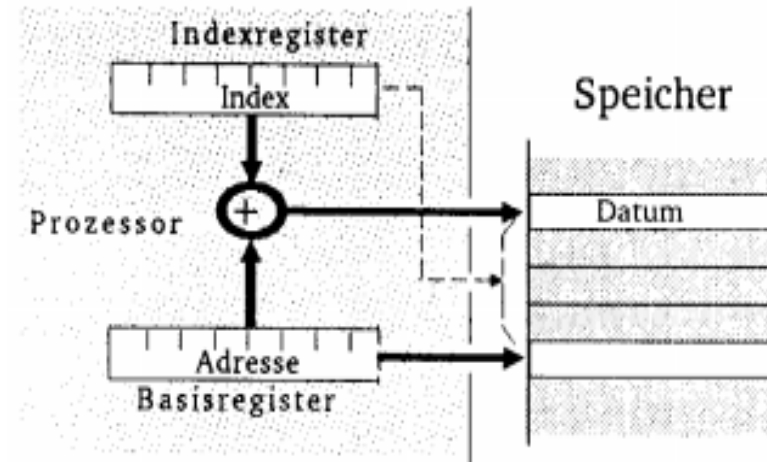 Indexregister
Index
Speicher
+
Datum
Prozessor
Adresse
Basisregister